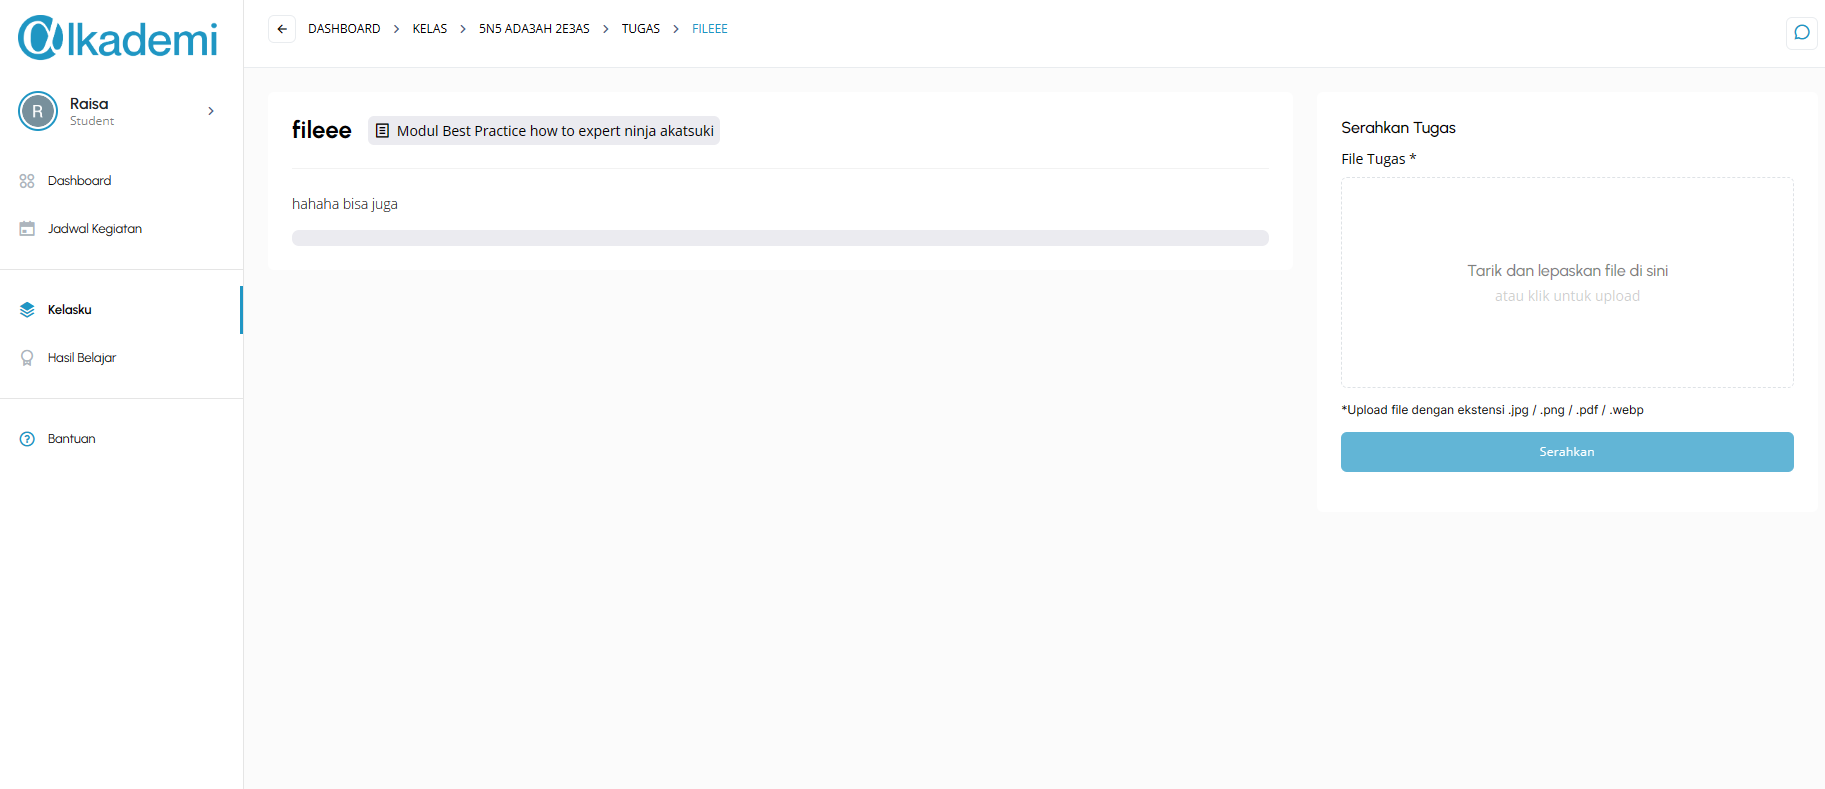 @lkademi
R
Raisa
Student
Dashboard
Jadwal Kegiatan
Kelasku
Hasil Belajar
Bantuan
DASHBOARD > KELAS > 5N5 ADA3AH 2E3AS > TUGAS > FILEEE
fileee
Modul Best Practice how to expert ninja akatsuki
hahaha bisa juga
Serahkan Tugas
File Tugas *
Tarik dan lepaskan file di sini
atau klik untuk upload
*Upload file dengan ekstensi .jpg / .png / .pdf / .webp
Serahkan